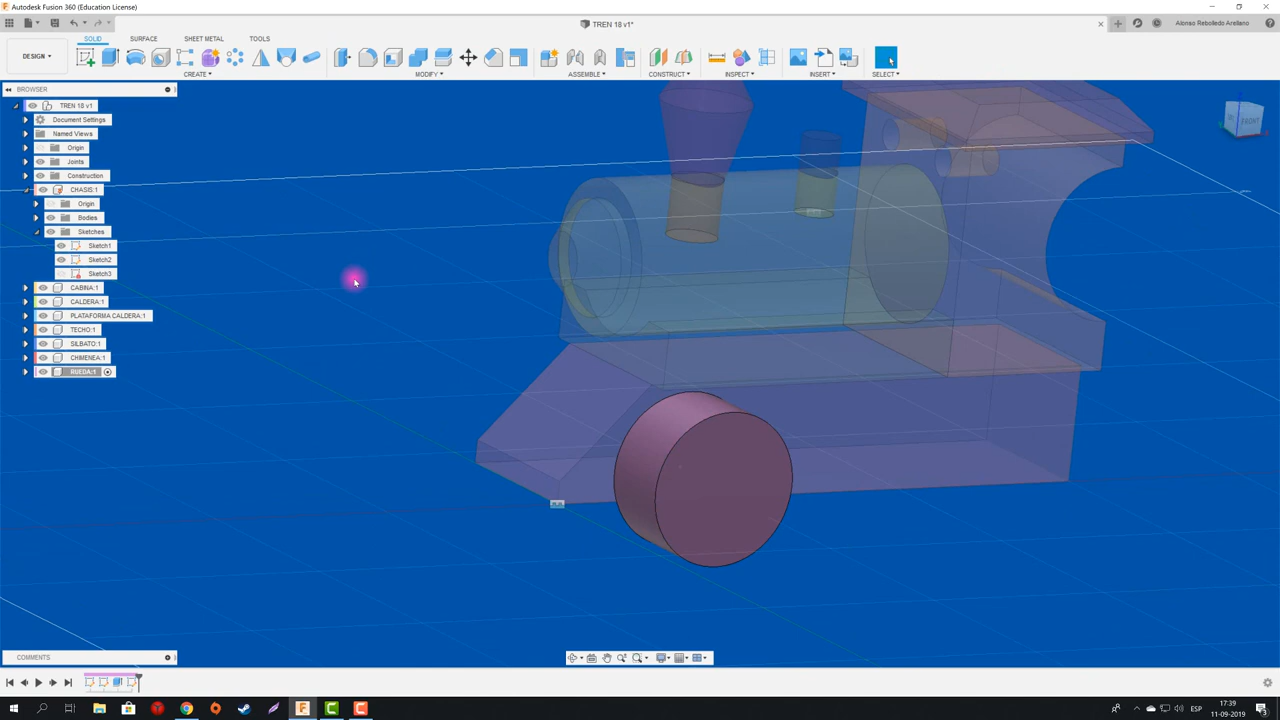 Autodesk Fusion 360 (Education License)
TREN 18 v1*
Alonso Rebolledo Arellano
DESIGN
SOLID
SURFACE
SHEET METAL
TOOLS
CREATE
MODIFY
ASSEMBLE
CONSTRUCT
INSPECT
INSERT
SELECT
BROWSER
TREN 18 v1
Document Settings
Named Views
Origin
Joints
Construction
CHASIS:1
Origin
Bodies
Sketches
Sketch1
Sketch2
Sketch3
CABINA:1
CALDERA:1
PLATAFORMA CALDERA:1
TECHO:1
SILBATO:1
CHIMENEA:1
RUEDA:1
FRONT
COMMENTS
ESP
17:39
11-09-2019